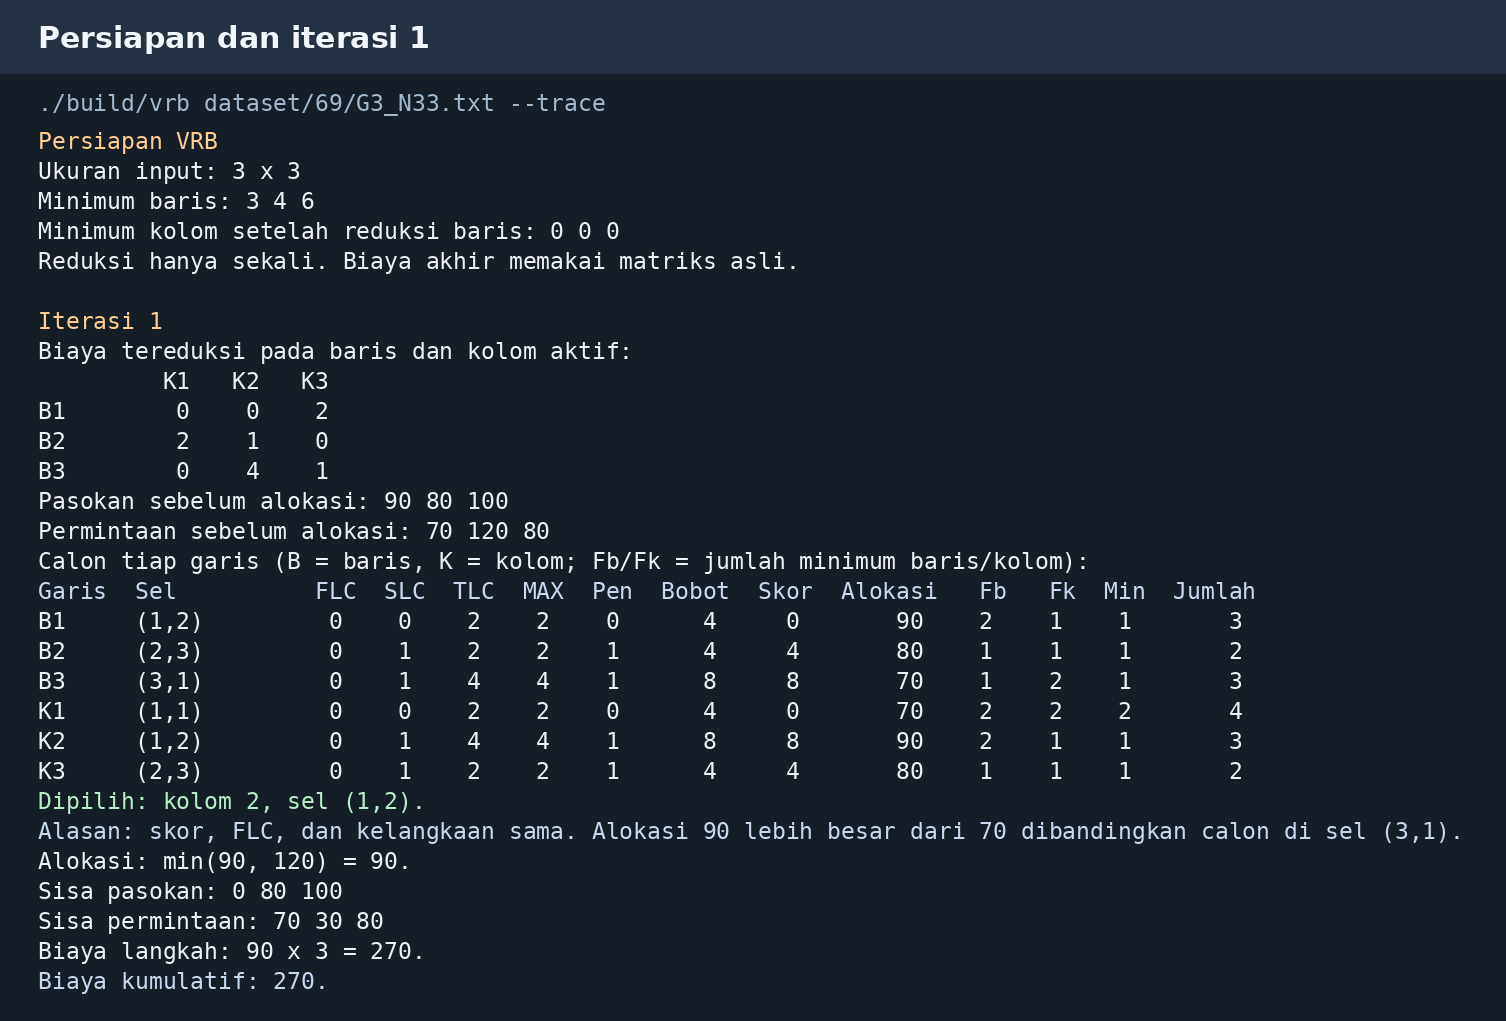 Persiapan dan iterasi 1
./build/vrb dataset/69/G3_N33.txt --trace
Persiapan VRB
Ukuran input: 3 x 3
Minimum baris: 3 4 6
Minimum kolom setelah reduksi baris: 0 0 0
Reduksi hanya sekali. Biaya akhir memakai matriks asli.
Iterasi 1
Biaya tereduksi pada baris dan kolom aktif:
K1 K2 K3
B1 0 0 2
B2 2 1 0
B3 0 4 1
Pasokan sebelum alokasi: 90 80 100
Permintaan sebelum alokasi: 70 120 80
Calon tiap garis (B = baris, K = kolom; Fb/Fk = jumlah minimum baris/kolom):
Garis Sel FLC SLC TLC MAX Pen Bobot Skor Alokasi Fb Fk Min Jumlah
B1 (1,2) 0 0 2 2 0 4 0 90 2 1 1 3
B2 (2,3) 0 1 2 2 1 4 4 80 1 1 1 2
B3 (3,1) 0 1 4 4 1 8 8 70 1 2 1 3
K1 (1,1) 0 0 2 2 0 4 0 70 2 2 2 4
K2 (1,2) 0 1 4 4 1 8 8 90 2 1 1 3
K3 (2,3) 0 1 2 2 1 4 4 80 1 1 1 2
Dipilih: kolom 2, sel (1,2).
Alasan: skor, FLC, dan kelangkaan sama. Alokasi 90 lebih besar dari 70 dibandingkan calon di sel (3,1).
Alokasi: min(90, 120) = 90.
Sisa pasokan: 0 80 100
Sisa permintaan: 70 30 80
Biaya langkah: 90 x 3 = 270.
Biaya kumulatif: 270.